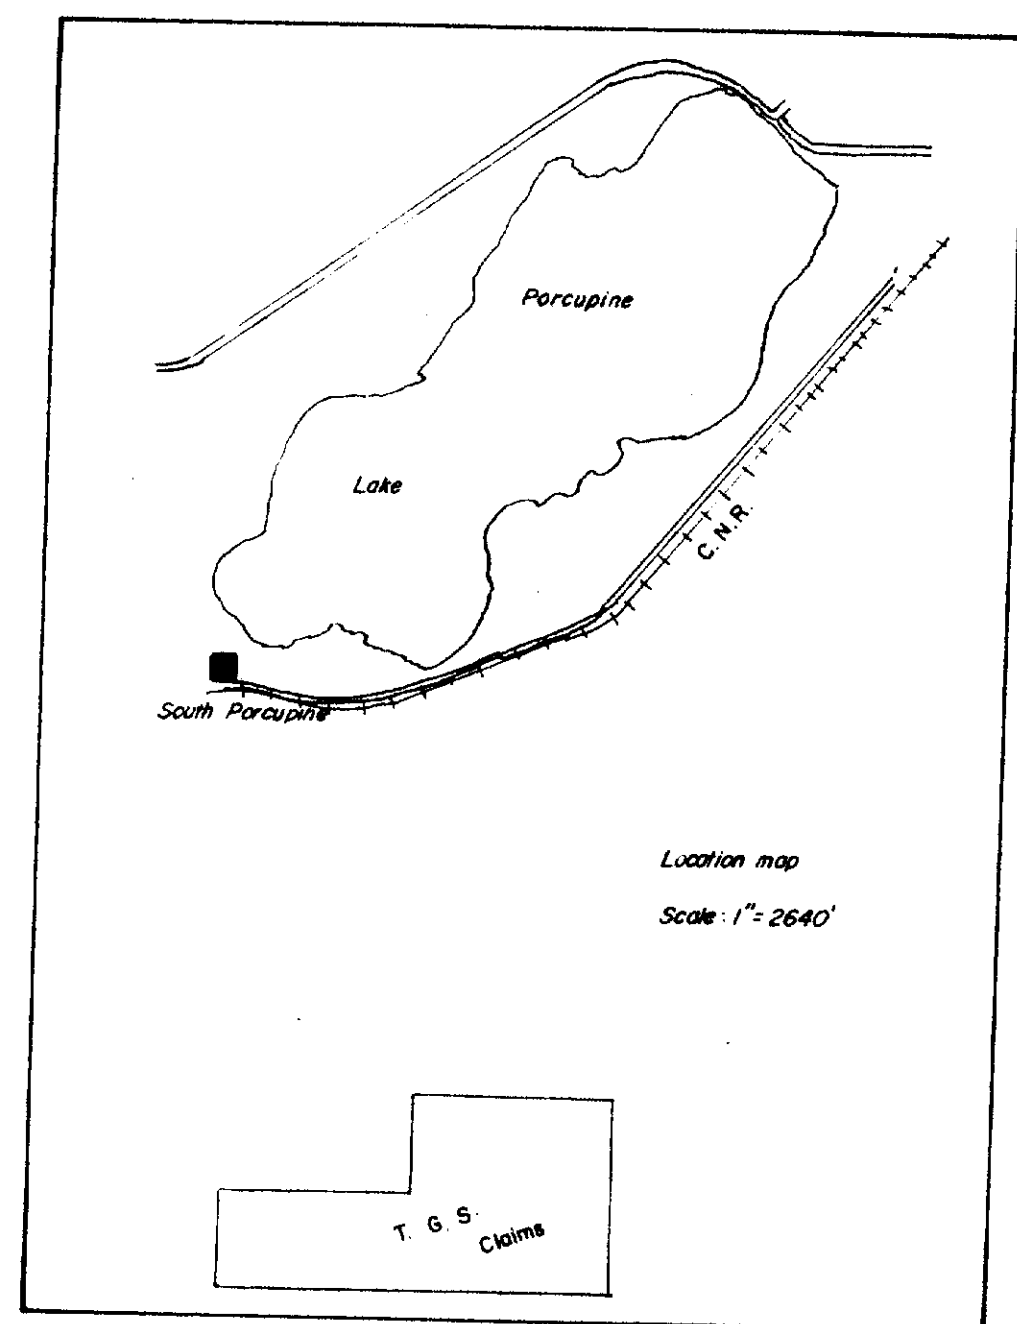 Porcupine
Lake
C.N.R.
South Porcupine
Location map
Scale: 1"= 2640'
T. G. S.
Claims